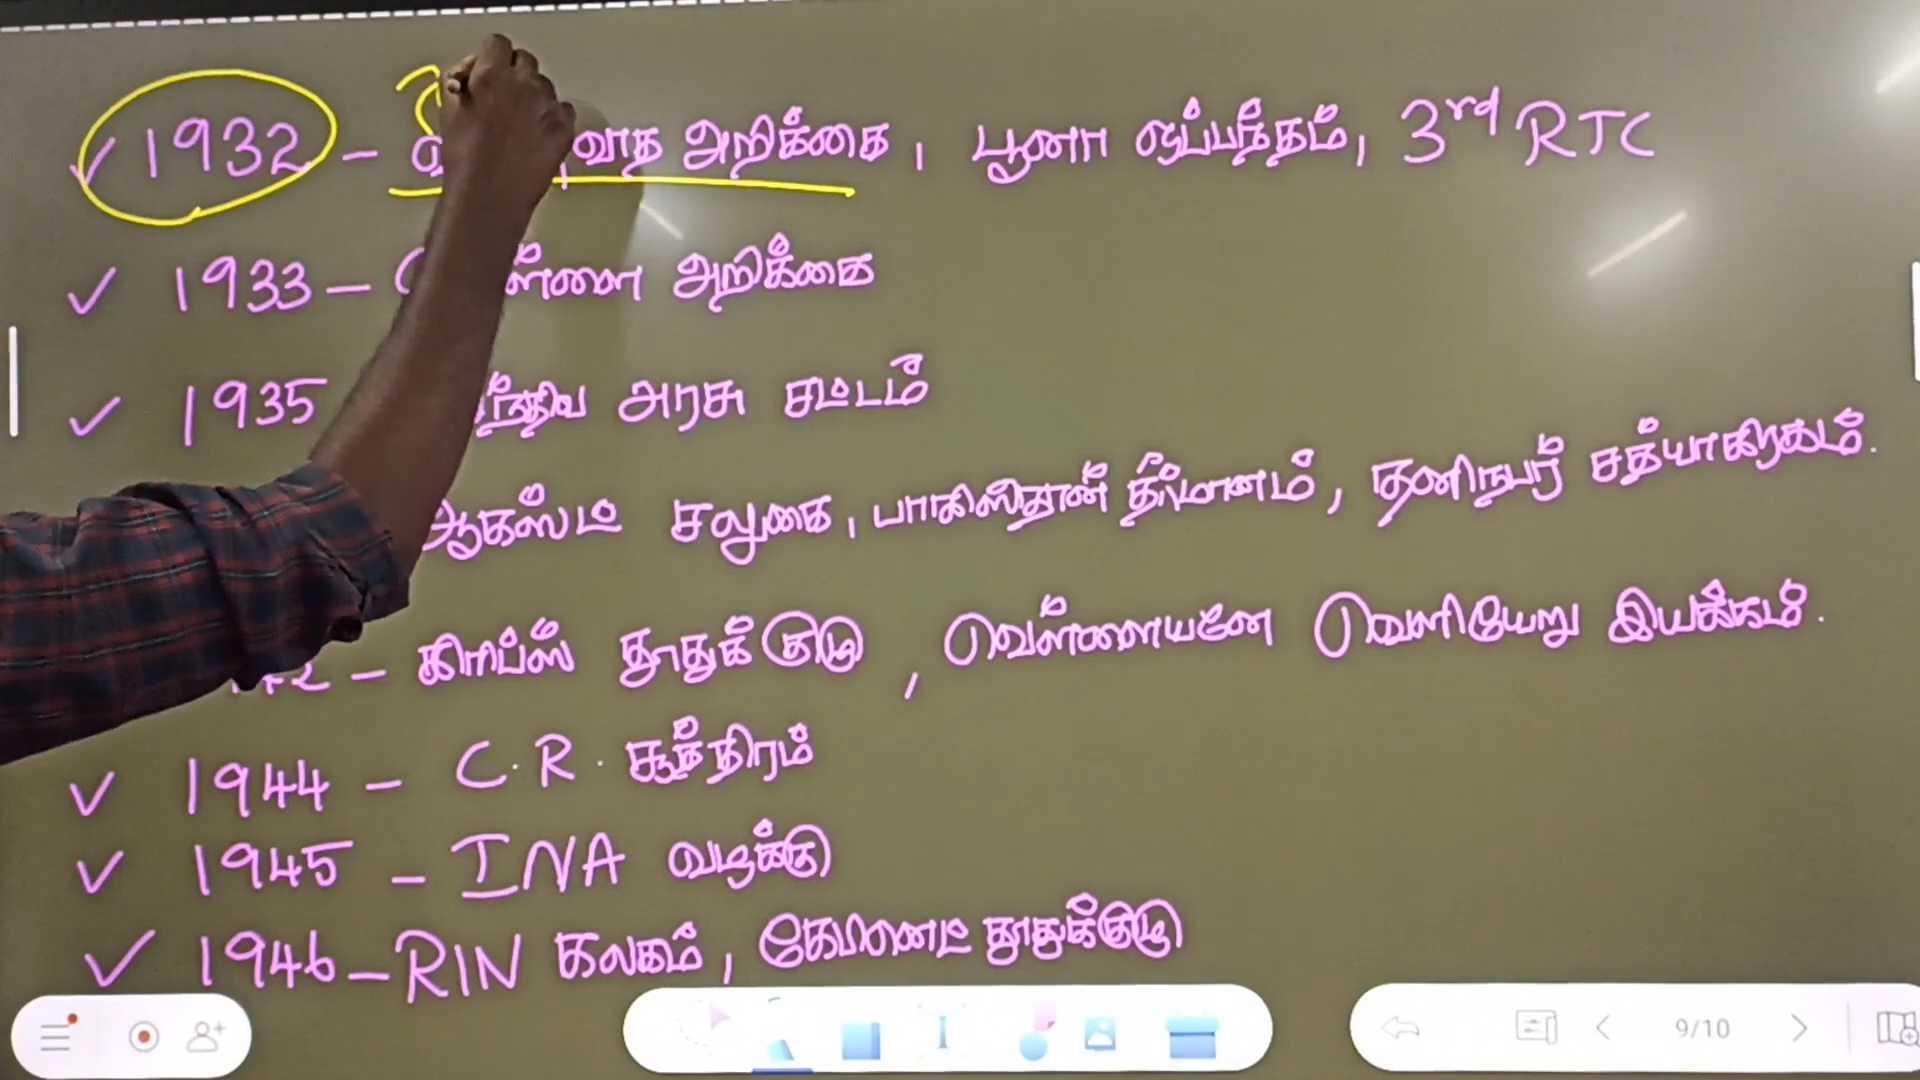 1932 - அறிக்கை, பூனா ஒப்பந்தம், 3rd RTC
1933 - அறிக்கை
1935 அரசு சட்டம்
ஆகஸ்ட் சலுகை, பாகிஸ்தான் தீர்மானம், தனிநபர் சத்யாகிரகம்.
- கிரிப்ஸ் தூதுக்குழு, வெள்ளையனே வெளியேறு இயக்கம்.
1944 - C.R. சூத்திரம்
1945 - INA வழக்கு
1946 - RIN கலகம், கேபினட் தூதுக்குழு
9/10